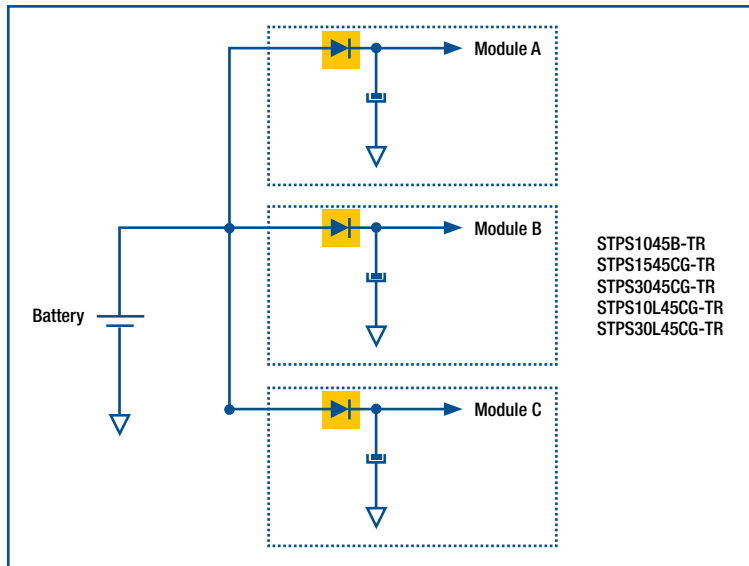 Module A
Module B
STPS1045B-TR
STPS1545CG-TR
STPS3045CG-TR
STPS10L45CG-TR
STPS30L45CG-TR
Battery
Module C